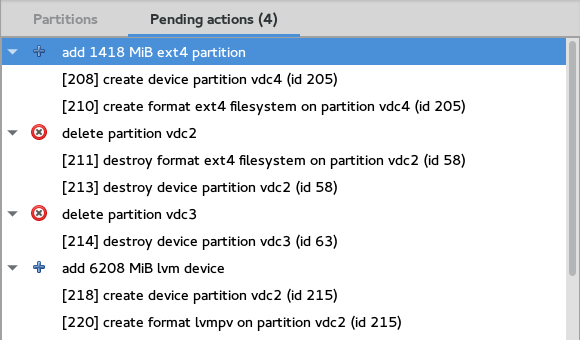 Partitions
Pending actions (4)
add 1418 MiB ext4 partition
[208] create device partition vdc4 (id 205)
[210] create format ext4 filesystem on partition vdc4 (id 205)
delete partition vdc2
[211] destroy format ext4 filesystem on partition vdc2 (id 58)
[213] destroy device partition vdc2 (id 58)
delete partition vdc3
[214] destroy device partition vdc3 (id 63)
add 6208 MiB lvm device
[218] create device partition vdc2 (id 215)
[220] create format lvmpv on partition vdc2 (id 215)